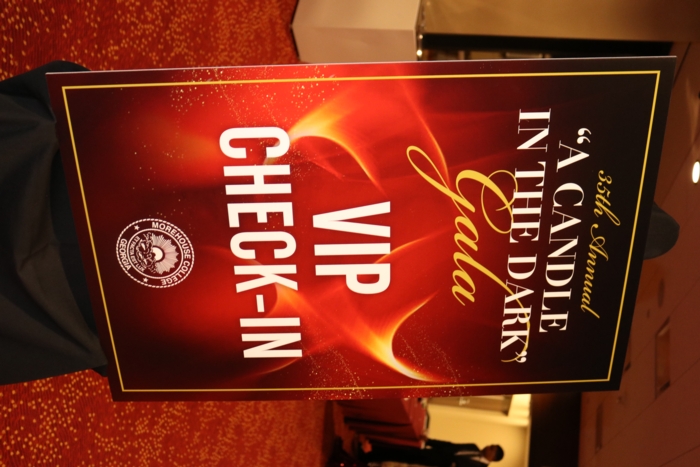 35th Annual
“A CANDLE
IN THE DARK”
Gala
VIP
CHECK-IN
MOREHOUSE COLLEGE
GEORGIA